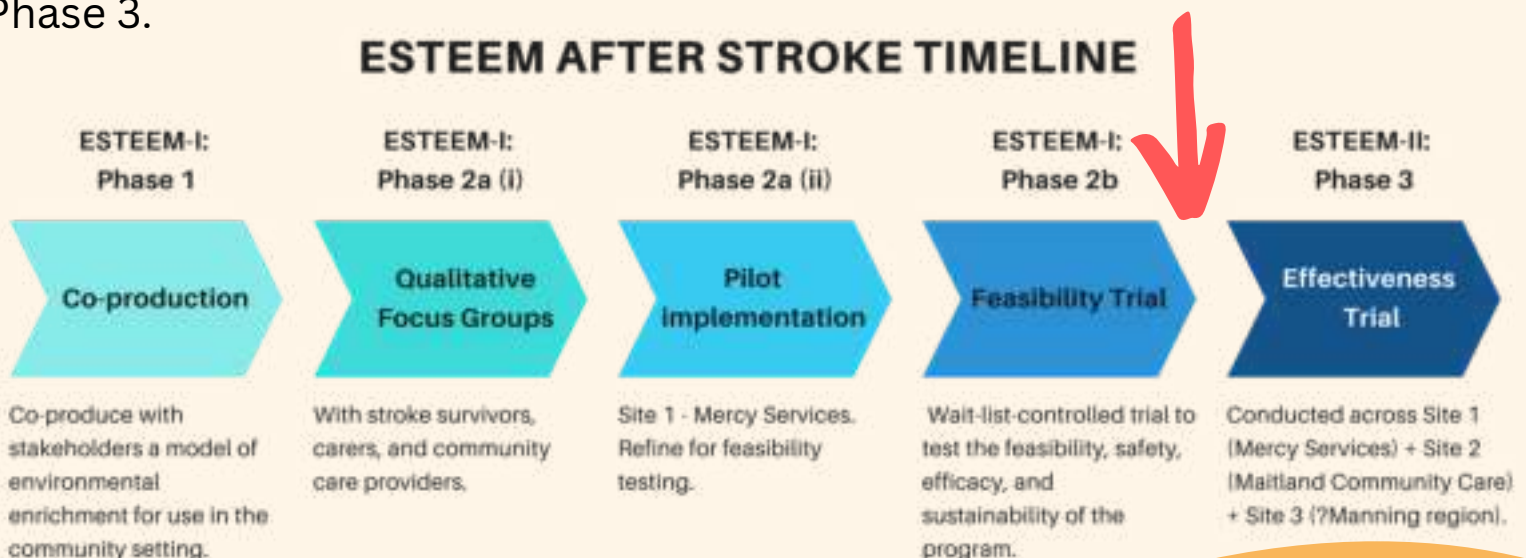 Phase 3.
ESTEEM AFTER STROKE TIMELINE
ESTEEM-I:
Phase 1
Co-production
Co-produce with
stakeholders a model of
environmental
enrichment for use in the
community setting.
ESTEEM-I:
Phase 2a (i)
Qualitative
Focus Groups
With stroke survivors,
carers, and community
care providers.
ESTEEM-I:
Phase 2a (ii)
Pilot
implementation
Site 1 - Mercy Services.
Refine for feasibility
testing.
ESTEEM-I:
Phase 2b
Feasibility Trial
Wait-list-controlled trial to
test the feasibility, safety,
efficacy, and
sustainability of the
program.
ESTEEM-II:
Phase 3
Effectiveness
Trial
Conducted across Site 1
(Mercy Services) + Site 2
(Maitland Community Care)
+ Site 3 (?Manning region).